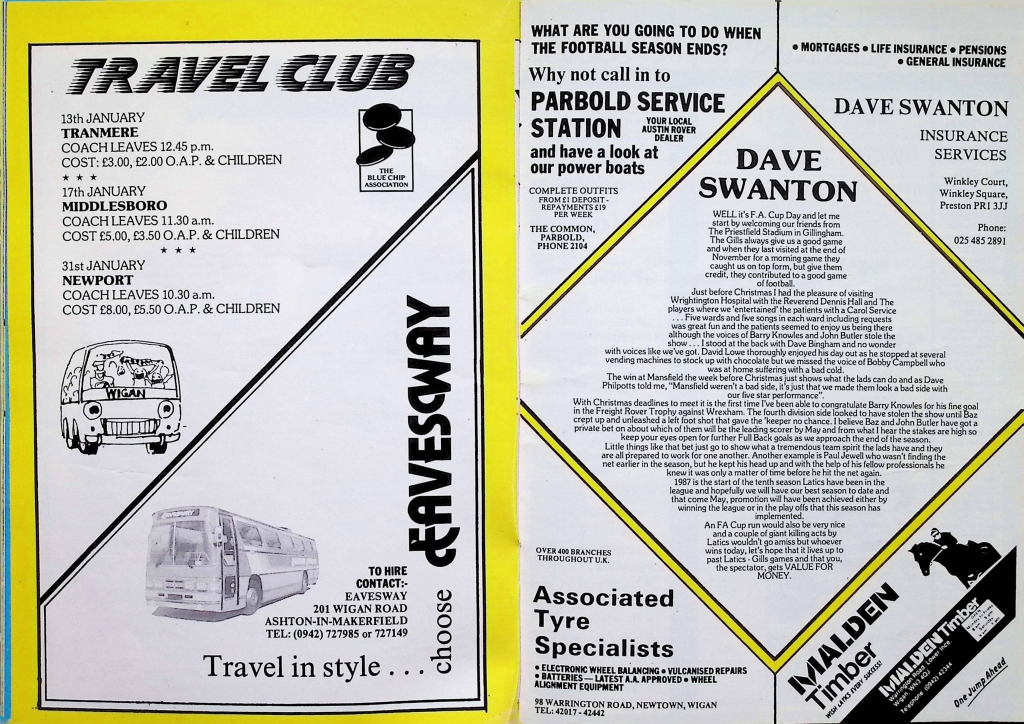 TRAVEL CLUB
13th JANUARY
TRANMERE
COACH LEAVES 12.45 p.m.
COST: £3.00, £2.00 O.A.P. & CHILDREN
* * *
17th JANUARY
MIDDLESBORO
COACH LEAVES 11.30 a.m.
COST £5.00, £3.50 O.A.P. & CHILDREN
* * *
31st JANUARY
NEWPORT
COACH LEAVES 10.30 a.m.
COST £8.00, £5.50 O.A.P. & CHILDREN
THE
BLUE CHIP
ASSOCIATION
WIGAN
EAVESWAY
TO HIRE
CONTACT:-
EAVESWAY
201 WIGAN ROAD
ASHTON-IN-MAKERFIELD
TEL: (0942) 727985 or 727149
Travel in style . . . choose
WHAT ARE YOU GOING TO DO WHEN
THE FOOTBALL SEASON ENDS?
Why not call in to
PARBOLD SERVICE
STATION
YOUR LOCAL
AUSTIN ROVER
DEALER
and have a look at
our power boats
COMPLETE OUTFITS
FROM £1 DEPOSIT -
REPAYMENTS £19
PER WEEK
THE COMMON,
PARBOLD,
PHONE 2104
• MORTGAGES • LIFE INSURANCE • PENSIONS
• GENERAL INSURANCE
DAVE SWANTON
INSURANCE
SERVICES
Winkley Court,
Winkley Square,
Preston PR1 3JJ
Phone:
025 485 2891
DAVE
SWANTON
WELL it's F.A. Cup Day and let me
start by welcoming our friends from
The Priestfield Stadium in Gillingham.
The Gills always give us a good game
and when they last visited at the end of
November for a morning game they
caught us on top form, but give them
credit, they contributed to a good game
of football.
Just before Christmas I had the pleasure of visiting
Wrightington Hospital with the Reverend Dennis Hall and The
players where we 'entertained' the patients with a Carol Service
. . . Five wards and five songs in each ward including requests
was great fun and the patients seemed to enjoy us being there
although the voices of Barry Knowles and John Butler stole the
show . . . I stood at the back with Dave Bingham and no wonder
with voices like we've got. David Lowe thoroughly enjoyed his day out as he stopped at several
vending machines to stock up with chocolate but we missed the voice of Bobby Campbell who
was at home suffering with a bad cold.
The win at Mansfield the week before Christmas just shows what the lads can do and as Dave
Philpotts told me, "Mansfield weren't a bad side, it's just that we made them look a bad side with
our five star performance".
With Christmas deadlines to meet it is the first time I've been able to congratulate Barry Knowles for his fine goal
in the Freight Rover Trophy against Wrexham. The fourth division side looked to have stolen the show until Baz
crept up and unleashed a left foot shot that gave the 'keeper no chance. I believe Baz and John Butler have got a
private bet on about which of them will be the leading scorer by May and from what I hear the stakes are high so
keep your eyes open for further Full Back goals as we approach the end of the season.
Little things like that bet just go to show what a tremendous team spirit the lads have and they
are all prepared to work for one another. Another example is Paul Jewell who wasn't finding the
net earlier in the season, but he kept his head up and with the help of his fellow professionals he
knew it was only a matter of time before he hit the net again.
1987 is the start of the tenth season Latics have been in the
league and hopefully we will have our best season to date and
that come May, promotion will have been achieved either by
winning the league or in the play offs that this season has
implemented.
An FA Cup run would also be very nice
and a couple of giant killing acts by
Latics wouldn't go amiss but whoever
wins today, let's hope that it lives up to
past Latics - Gills games and that you,
the spectator, gets VALUE FOR
MONEY.
OVER 400 BRANCHES
THROUGHOUT U.K.
Associated
Tyre
Specialists
• ELECTRONIC WHEEL BALANCING • VULCANISED REPAIRS
• BATTERIES — LATEST A.A. APPROVED • WHEEL
ALIGNMENT EQUIPMENT
98 WARRINGTON ROAD, NEWTOWN, WIGAN
TEL: 42017 - 42442
MALDEN
Timber
WISH LATICS EVERY SUCCESS!
MALDEN Timber
Warrington Road, Lower Ince
Wigan. WN3 4QJ
Telephone (0942) 42344
One Jump Ahead